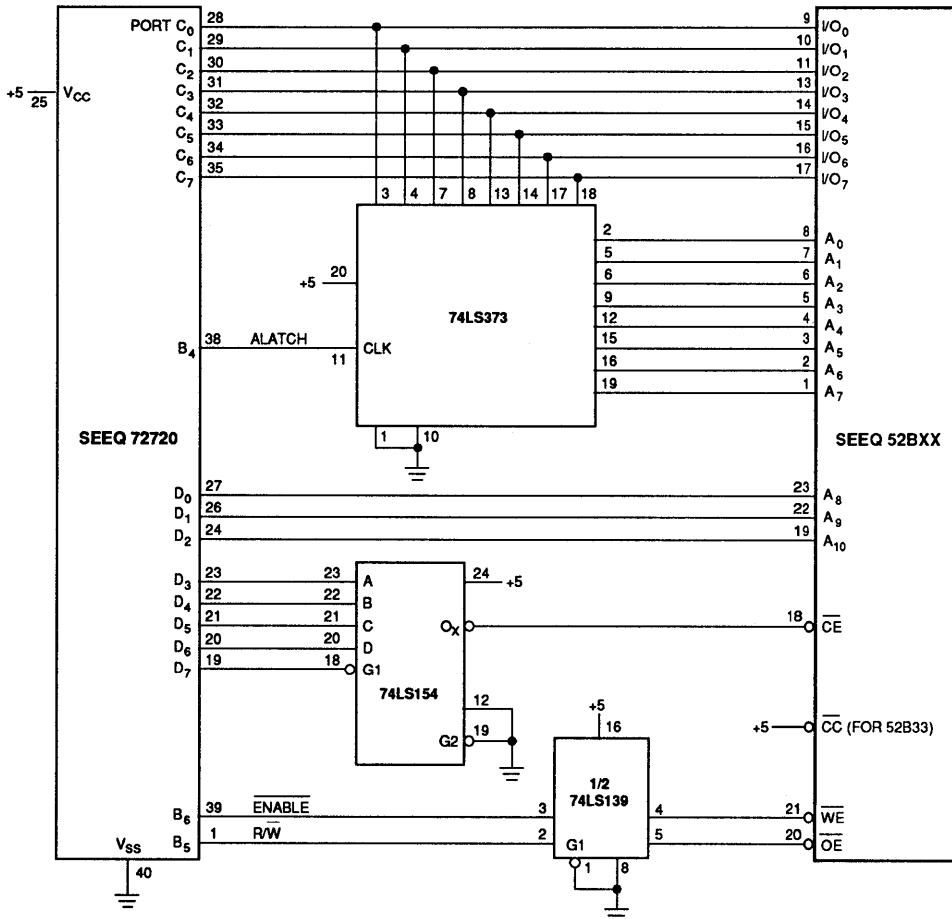 PORT C0 28 9 I/O0
C1 29 10 I/O1
C2 30 11 I/O2
+5 25 VCC
C3 31 13 I/O3
C4 32 14 I/O4
C5 33 15 I/O5
C6 34 16 I/O6
C7 35 17 I/O7
3 4 7 8 13 14 17 18
2 8 A0
5 7 A1
+5 20
6 6 A2
9 5 A3
74LS373
12 4 A4
B4 38 ALATCH 11 CLK
15 3 A5
16 2 A6
19 1 A7
1 10
SEEQ 72720
SEEQ 52BXX
D0 27 23 A8
D1 26 22 A9
D2 24 19 A10
D3 23 23 A 24 +5
D4 22 22 B
D5 21 21 C OX 18 CE
D6 20 20 D
D7 19 18 G1
74LS154
12
G2 19
+5 CC (FOR 52B33)
+5 16
1/2
74LS139
B6 39 ENABLE 3 4 21 WE
B5 1 R/W 2 5 20 OE
G1
1 8
VSS
40